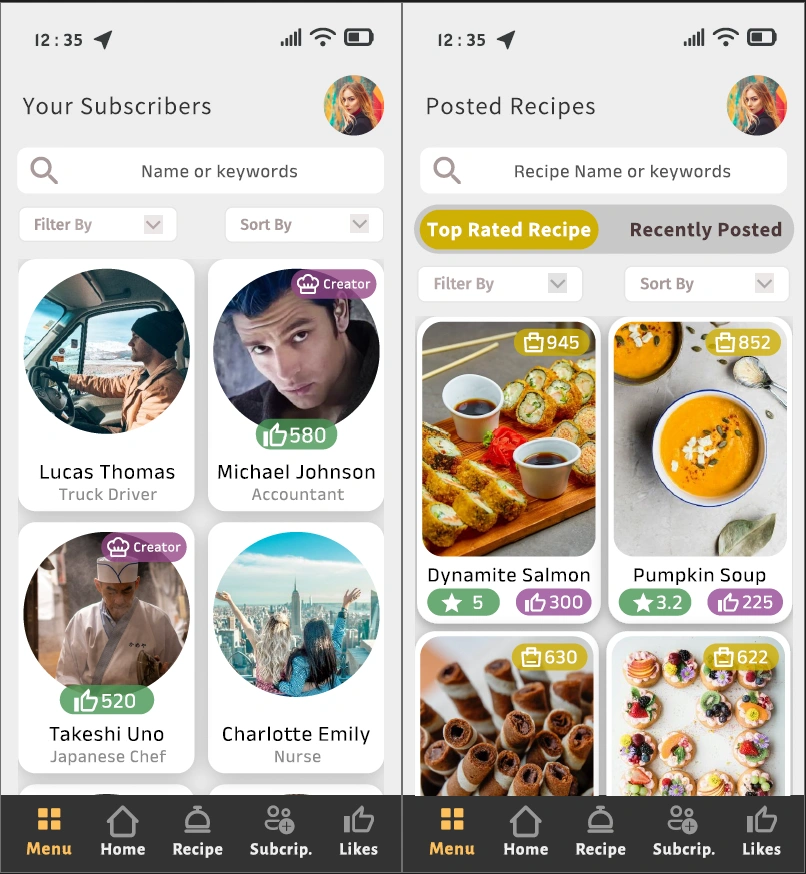 12:35
Your Subscribers
Name or keywords
Filter By
Sort By
Creator
580
Lucas Thomas
Truck Driver
Michael Johnson
Accountant
Creator
520
Takeshi Uno
Japanese Chef
Charlotte Emily
Nurse
Menu
Home
Recipe
Subcrip.
Likes
12:35
Posted Recipes
Recipe Name or keywords
Top Rated Recipe
Recently Posted
Filter By
Sort By
945
852
Dynamite Salmon
5
300
Pumpkin Soup
3.2
225
630
622
Menu
Home
Recipe
Subcrip.
Likes